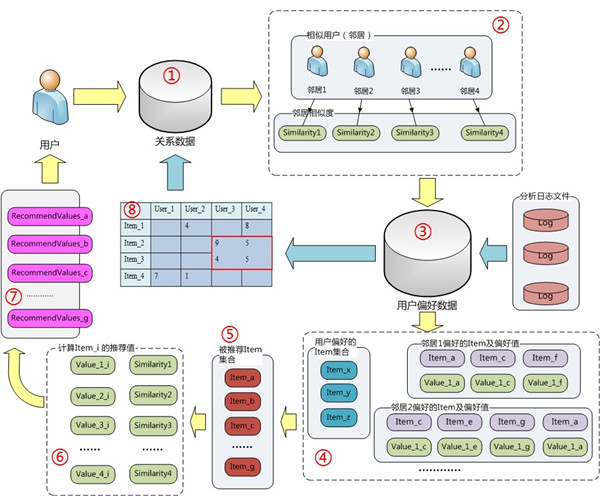 ①
用户
关系数据
②
相似用户（邻居）
邻居1 邻居2 邻居3 …… 邻居4
邻居相似度
Similarity1 Similarity2 Similarity3 Similarity4
③
用户偏好数据
分析日志文件
Log
Log
Log
⑧ User_1 User_2 User_3 User_4
Item_1 4 8
Item_2 9 5
Item_3 4 5
Item_4 7 1
④
用户偏好的
Item集合
Item_x
Item_y
Item_z
邻居1偏好的Item及偏好值
Item_a Item_c Item_f
Value_1_a Value_1_c Value_1_f
邻居2偏好的Item及偏好值
Item_c Item_e Item_g Item_a
Value_1_c Value_1_e Value_1_g Value_1_a
…………
⑤
被推荐Item
集合
Item_a
Item_b
Item_c
……
Item_g
⑥
计算Item_i 的推荐值
Value_1_i Similarity1
Value_2_i Similarity2
Value_3_i Similarity3
…… ……
Value_4_i Similarity4
⑦
RecommendValues_a
RecommendValues_b
RecommendValues_c
…………
RecommendValues_g